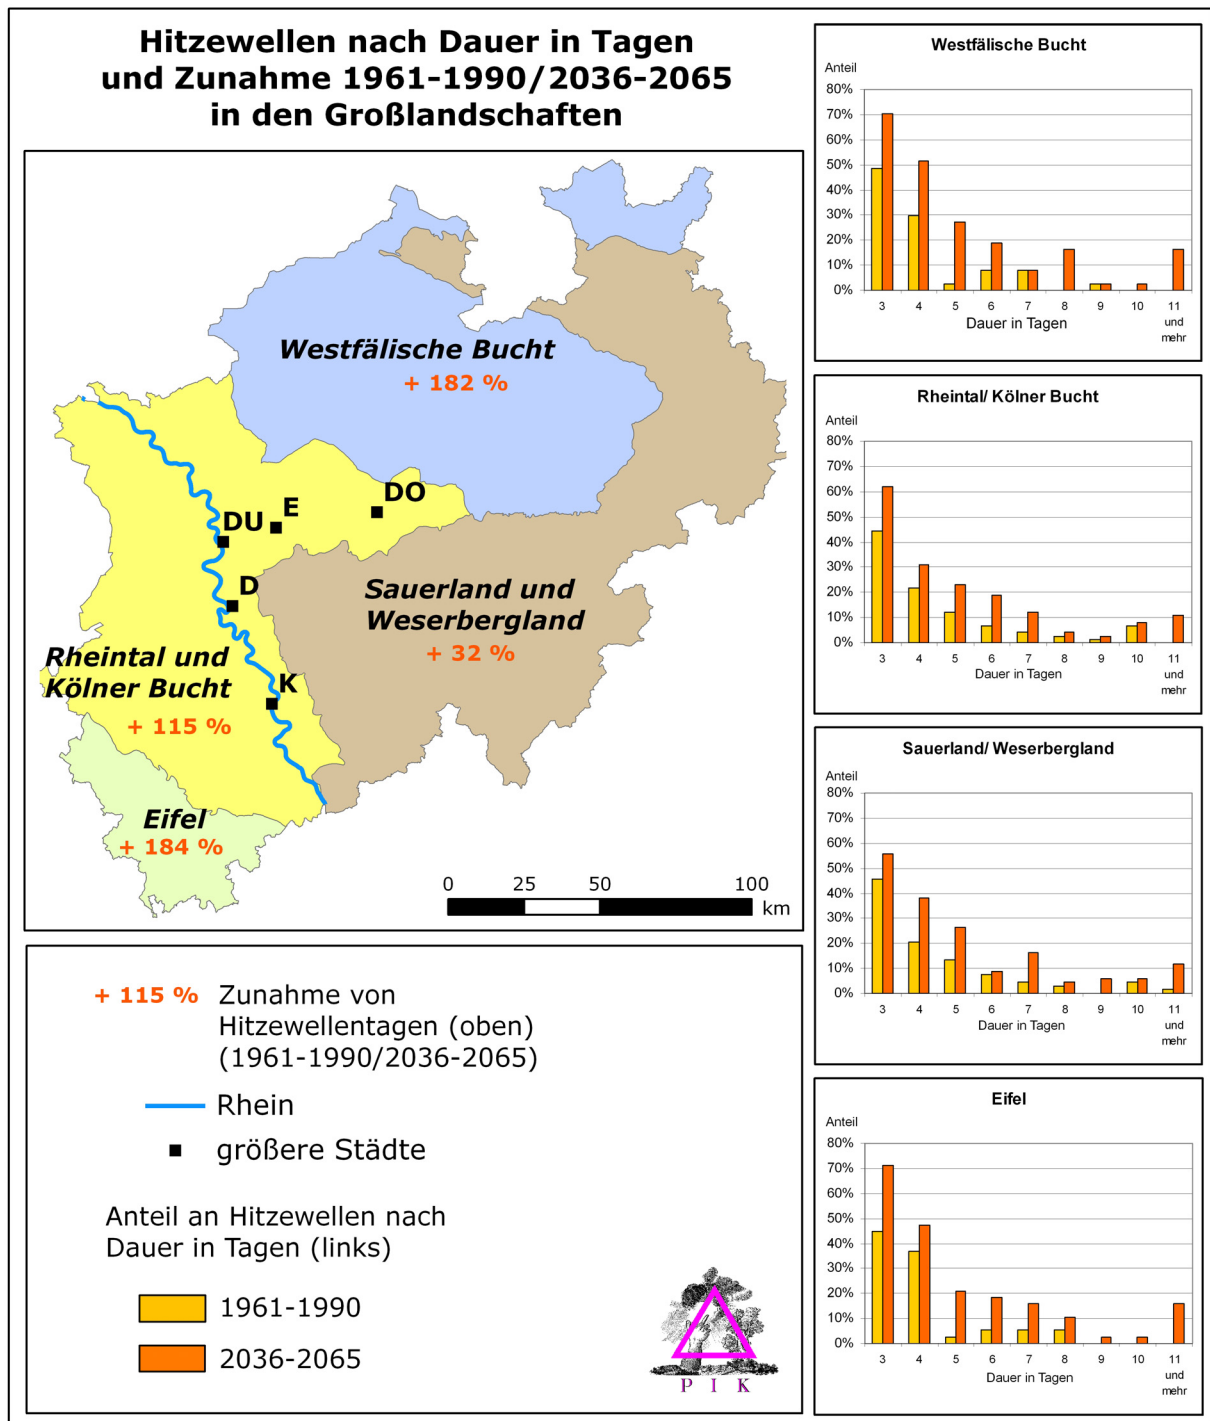 Hitzewellen nach Dauer in Tagen
und Zunahme 1961-1990/2036-2065
in den Großlandschaften
Westfälische Bucht
+ 182 %
DO
E
DU
D
Sauerland und
Weserbergland
+ 32 %
Rheintal und
Kölner Bucht
+ 115 %
K
Eifel
+ 184 %
0 25 50 100
km
+ 115 % Zunahme von
Hitzewellentagen (oben)
(1961-1990/2036-2065)
Rhein
größere Städte
Anteil an Hitzewellen nach
Dauer in Tagen (links)
1961-1990
2036-2065
P I K
Westfälische Bucht
Anteil
80%
70%
60%
50%
40%
30%
20%
10%
0%
3 4 5 6 7 8 9 10 11
und
mehr
Dauer in Tagen
Rheintal/ Kölner Bucht
Anteil
80%
70%
60%
50%
40%
30%
20%
10%
0%
3 4 5 6 7 8 9 10 11
und
mehr
Dauer in Tagen
Sauerland/ Weserbergland
Anteil
80%
70%
60%
50%
40%
30%
20%
10%
0%
3 4 5 6 7 8 9 10 11
und
mehr
Dauer in Tagen
Eifel
Anteil
80%
70%
60%
50%
40%
30%
20%
10%
0%
3 4 5 6 7 8 9 10 11
und
mehr
Dauer in Tagen